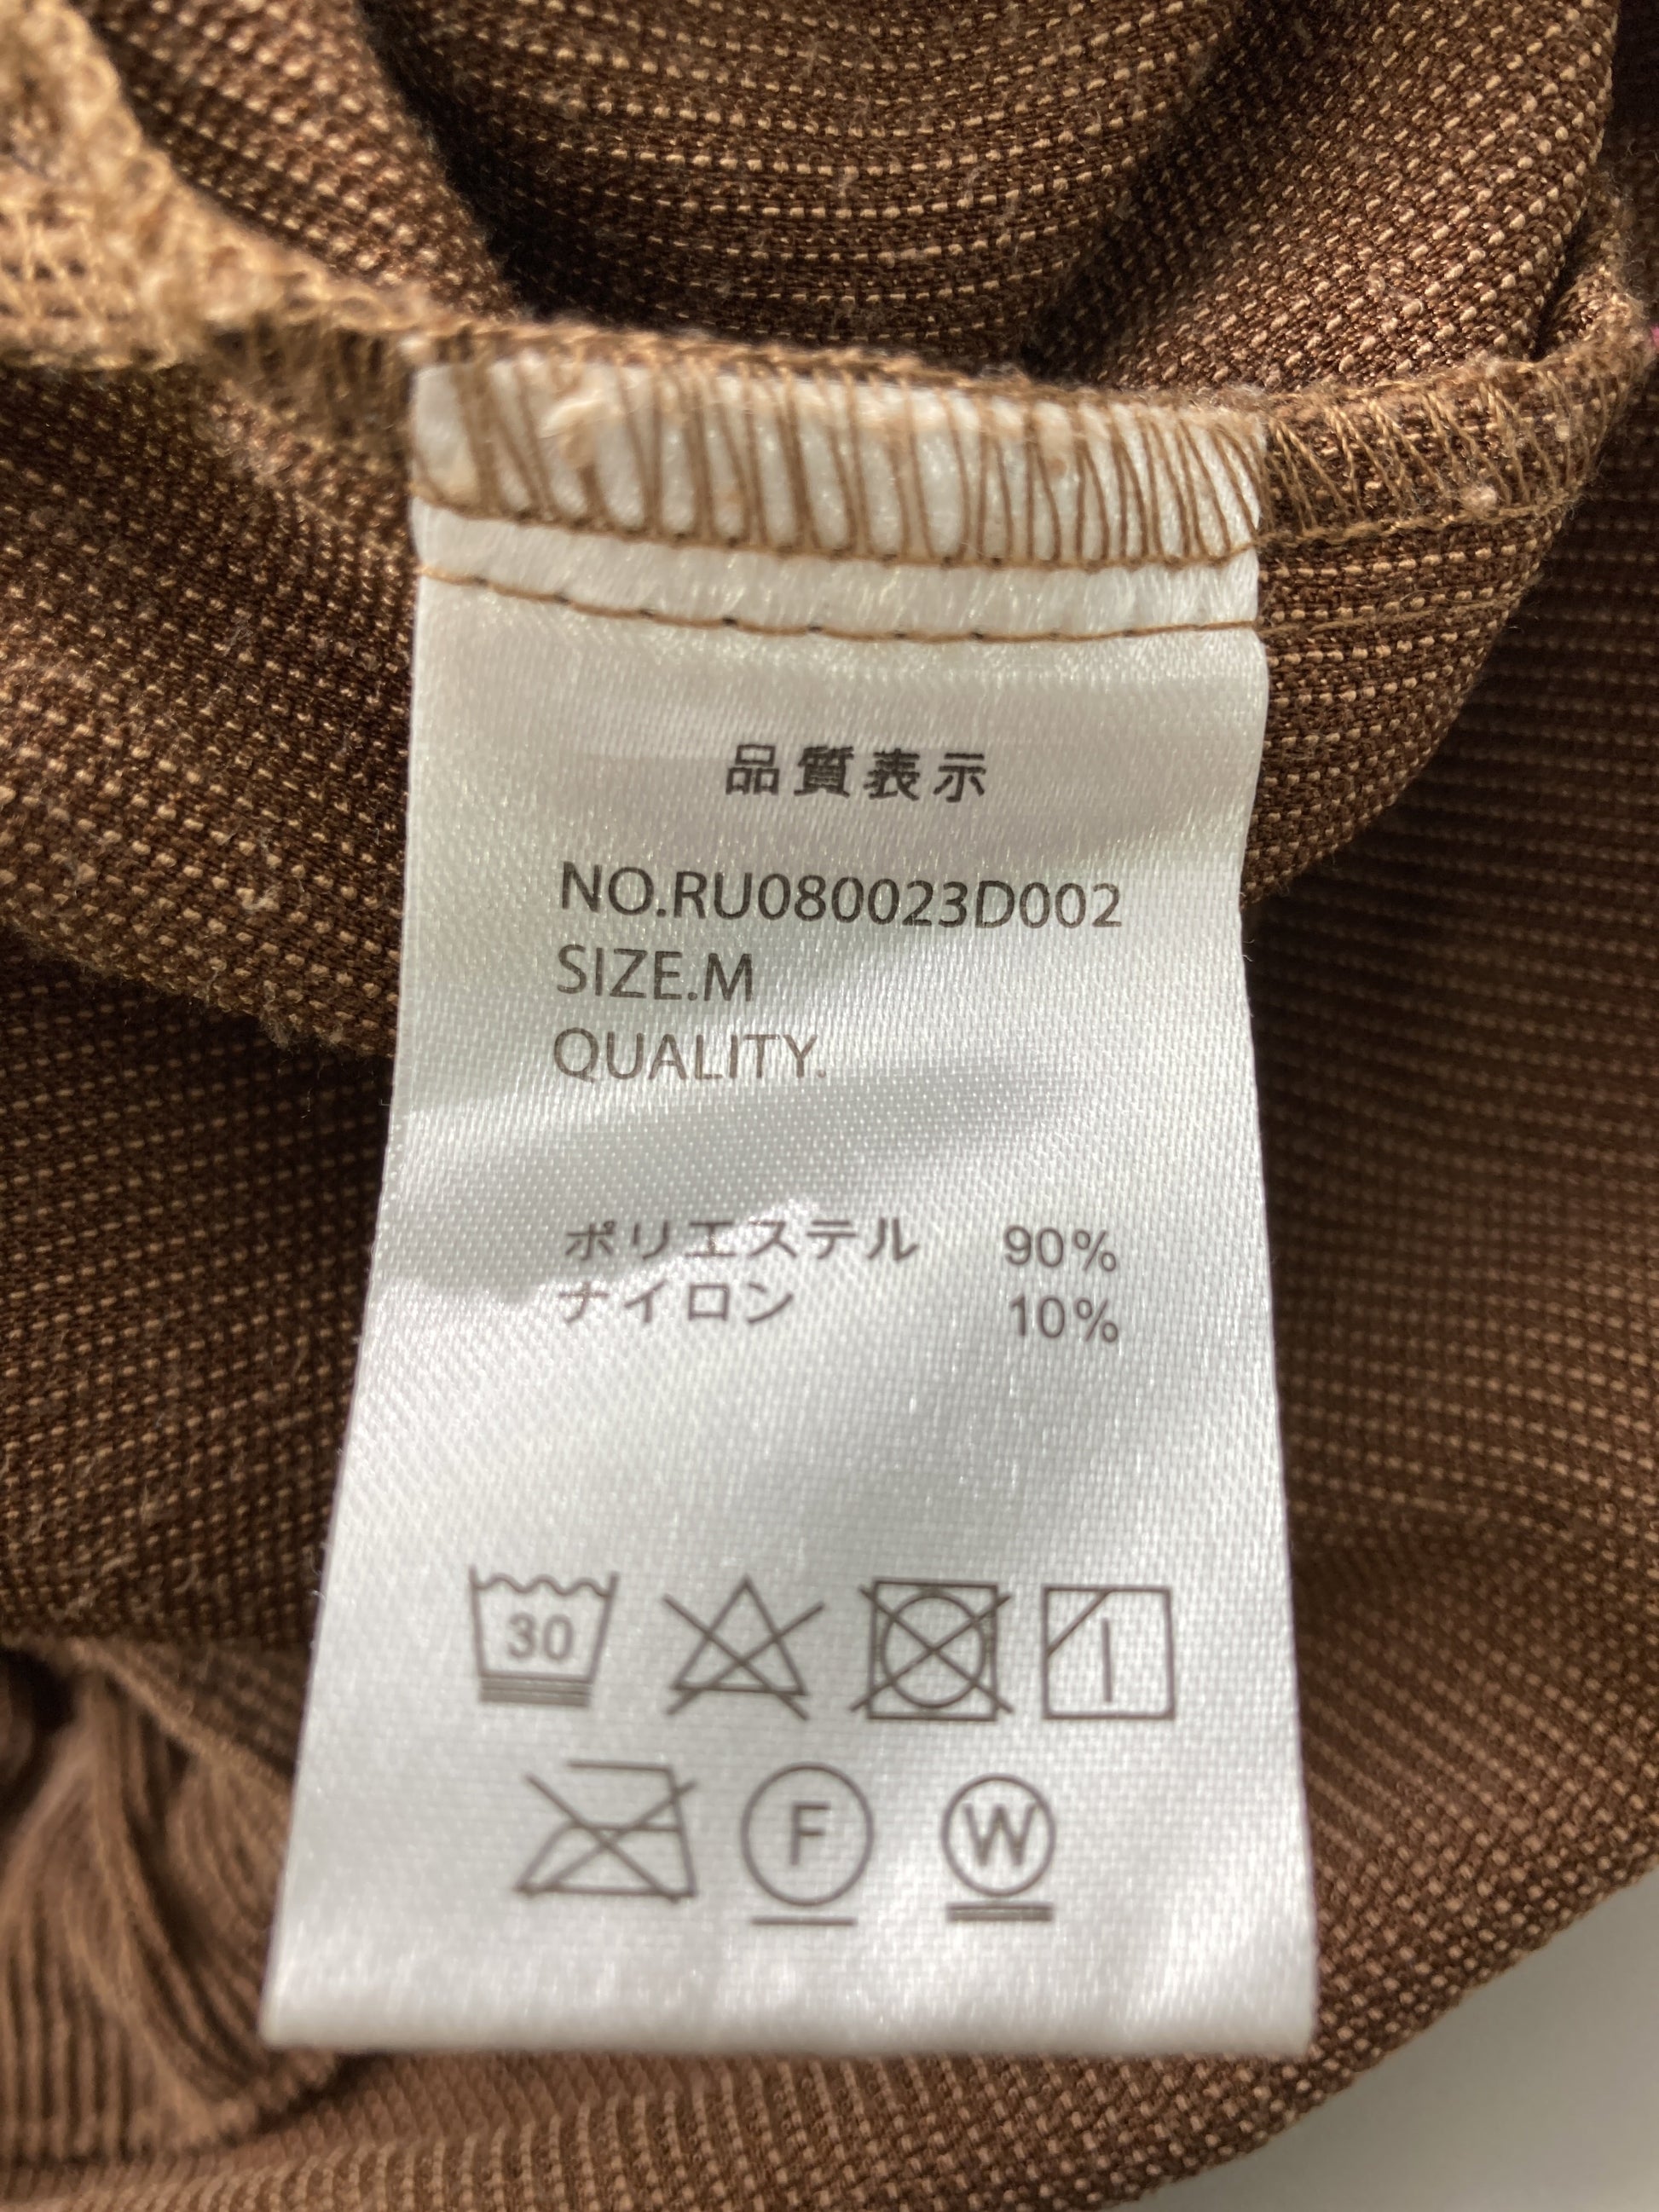 品質表示
NO.RU080023D002
SIZE.M
QUALITY.
ポリエステル 90%
ナイロン 10%
30
F W